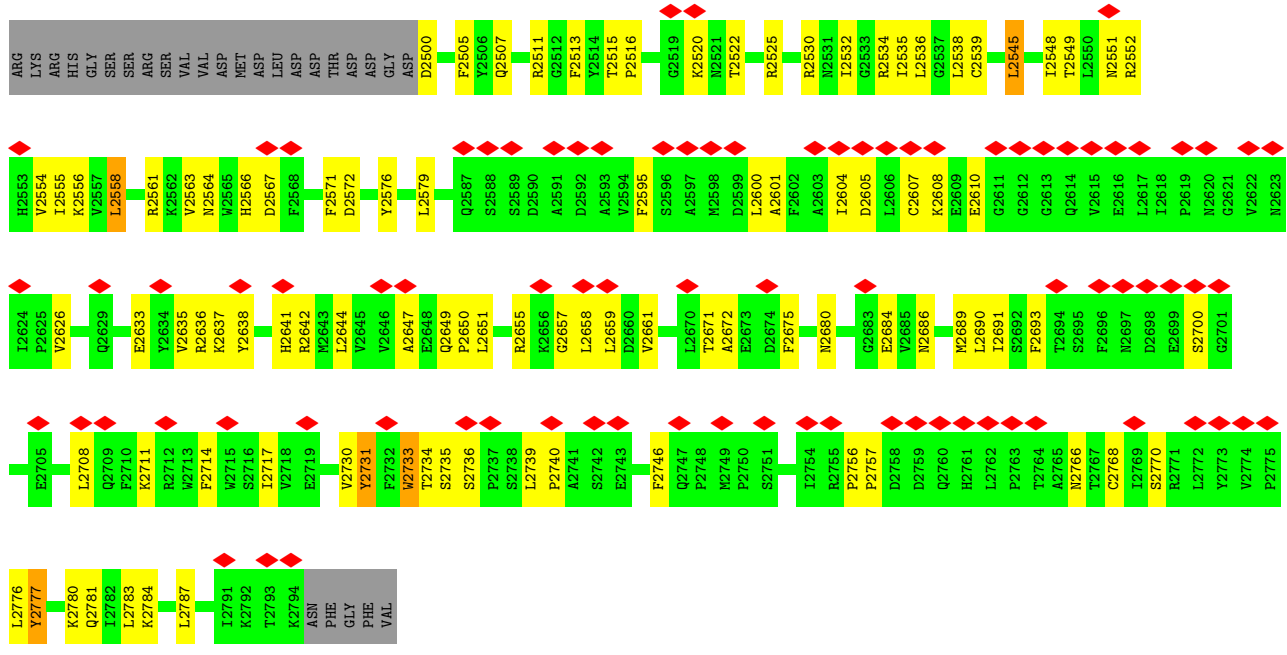 ARG LYS ARG HIS GLY SER SER ARG SER VAL VAL ASP MET ASP LEU ASP ASP THR ASP ASP GLY ASP D2500 F2505 Y2506 Q2507 R2511 G2512 F2513 Y2514 T2515 P2516 G2519 K2520 N2521 T2522 R2525 R2530 N2531 I2532 G2533 R2534 I2535 L2536 G2537 L2538 C2539 L2545 I2548 T2549 L2550 N2551 R2552
H2553 V2554 I2555 K2556 V2557 L2558 R2561 K2562 V2563 N2564 W2565 H2566 D2567 F2568 F2571 D2572 Y2576 L2579 Q2587 S2588 S2589 D2590 A2591 D2592 A2593 V2594 F2595 S2596 A2597 M2598 D2599 L2600 A2601 F2602 A2603 I2604 D2605 L2606 C2607 K2608 E2609 E2610 G2611 G2612 G2613 Q2614 V2615 E2616 L2617 I2618 P2619 N2620 G2621 V2622 N2623
I2624 P2625 V2626 Q2629 E2633 Y2634 V2635 R2636 K2637 Y2638 H2641 R2642 M2643 L2644 V2645 V2646 A2647 E2648 Q2649 P2650 L2651 R2655 K2656 G2657 L2658 L2659 D2660 V2661 L2670 T2671 A2672 E2673 D2674 F2675 N2680 G2683 E2684 V2685 N2686 M2689 L2690 I2691 S2692 F2693 T2694 S2695 F2696 N2697 D2698 E2699 S2700 G2701
E2705 L2708 Q2709 F2710 K2711 R2712 W2713 F2714 W2715 S2716 I2717 V2718 E2719 V2730 Y2731 F2732 W2733 T2734 S2735 S2736 P2737 S2738 L2739 P2740 A2741 S2742 E2743 F2746 Q2747 P2748 M2749 P2750 S2751 I2754 R2755 P2756 P2757 D2758 D2759 Q2760 H2761 L2762 P2763 T2764 A2765 N2766 T2767 C2768 I2769 S2770 R2771 L2772 Y2773 V2774 P2775
L2776 Y2777 K2780 Q2781 I2782 L2783 K2784 L2787 I2791 K2792 T2793 K2794 ASN PHE GLY PHE VAL